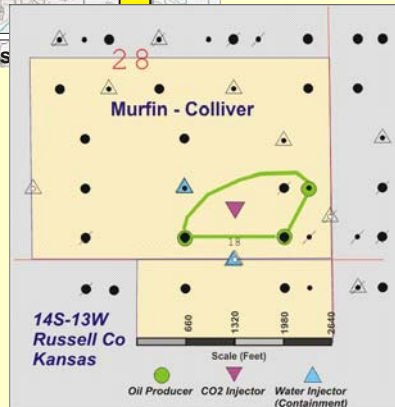 s
28
Murfin - Colliver
18
14S-13W
Russell Co
Kansas
660
1320
1980
2640
Scale (Feet)
Oil Producer
CO2 Injector
Water Injector
(Containment)